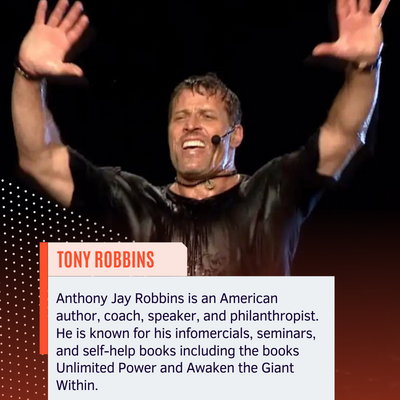 TONY ROBBINS
Anthony Jay Robbins is an American
author, coach, speaker, and philanthropist.
He is known for his infomercials, seminars,
and self-help books including the books
Unlimited Power and Awaken the Giant
Within.